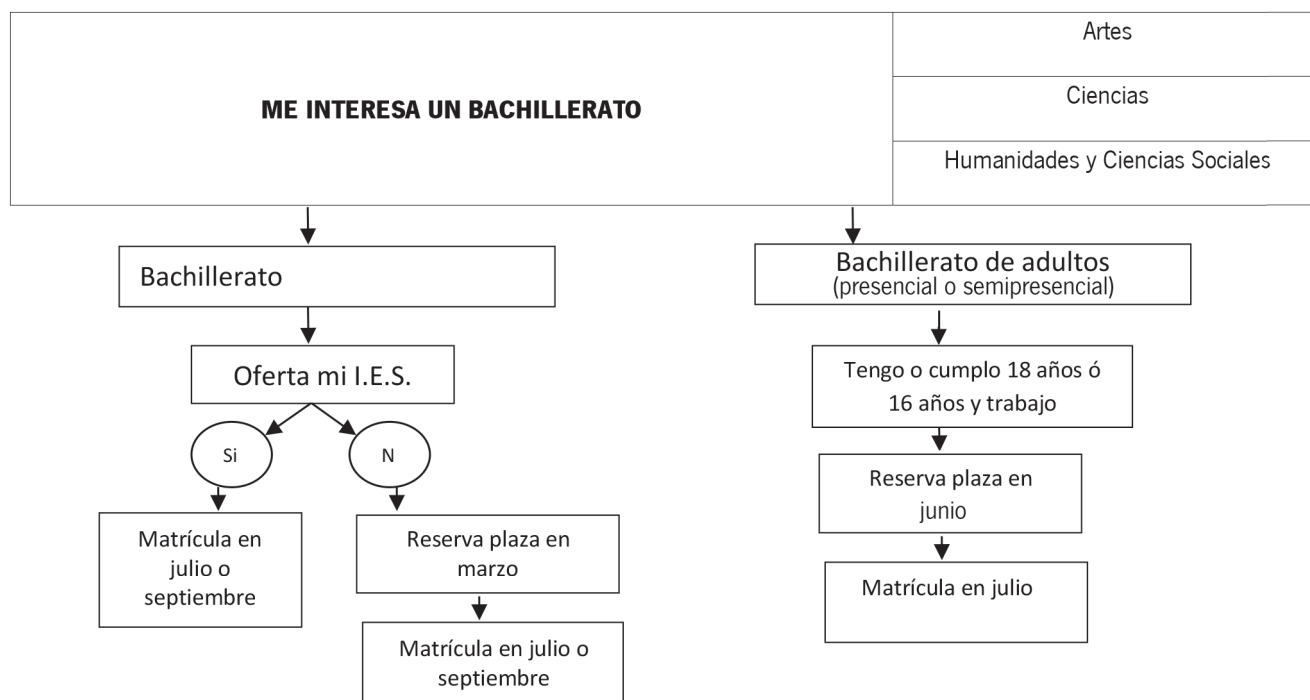 ME INTERESA UN BACHILLERATO
Artes
Ciencias
Humanidades y Ciencias Sociales
Bachillerato
Oferta mi I.E.S.
Si
N
Matrícula en
julio o
septiembre
Reserva plaza en
marzo
Matrícula en julio o
septiembre
Bachillerato de adultos
(presencial o semipresencial)
Tengo o cumplo 18 años ó
16 años y trabajo
Reserva plaza en
junio
Matrícula en julio